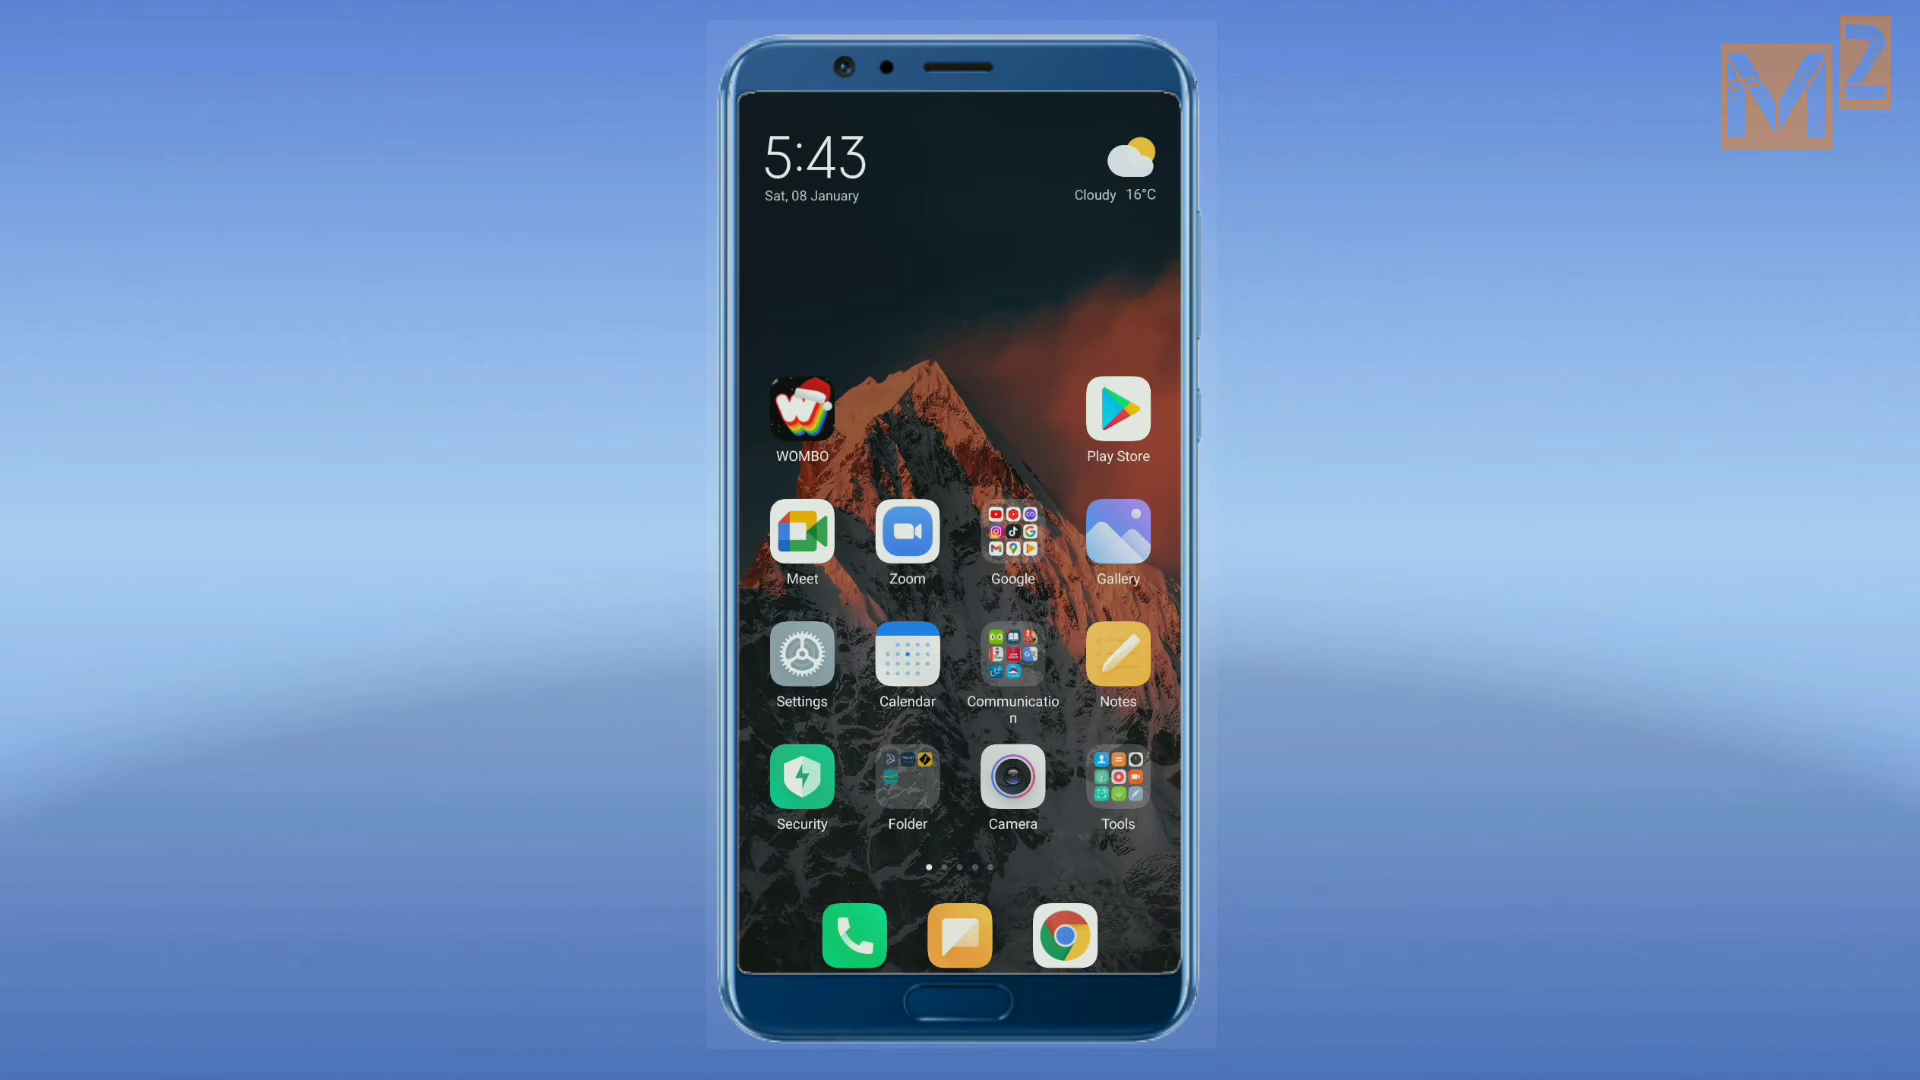 M2
5:43
Sat, 08 January
Cloudy 16°C
WOMBO
Play Store
Meet
Zoom
Google
Gallery
Settings
Calendar
Communicatio
n
Notes
Security
Folder
Camera
Tools